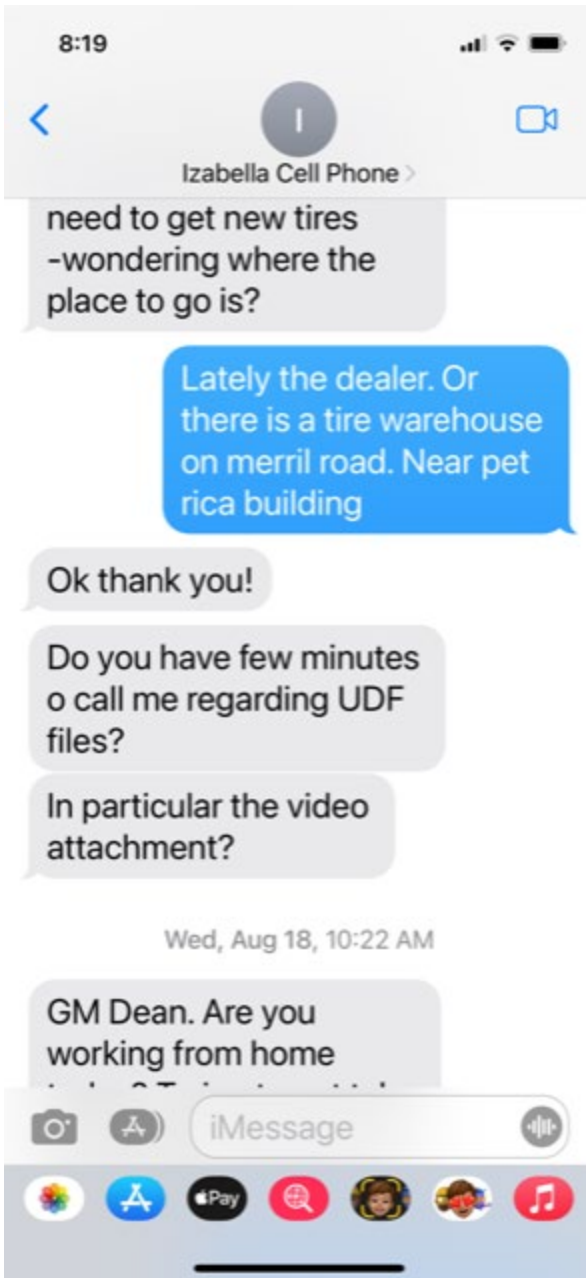 8:19
I
Izabella Cell Phone
need to get new tires
-wondering where the
place to go is?
Lately the dealer. Or
there is a tire warehouse
on merril road. Near pet
rica building
Ok thank you!
Do you have few minutes
o call me regarding UDF
files?
In particular the video
attachment?
Wed, Aug 18, 10:22 AM
GM Dean. Are you
working from home
iMessage
Pay